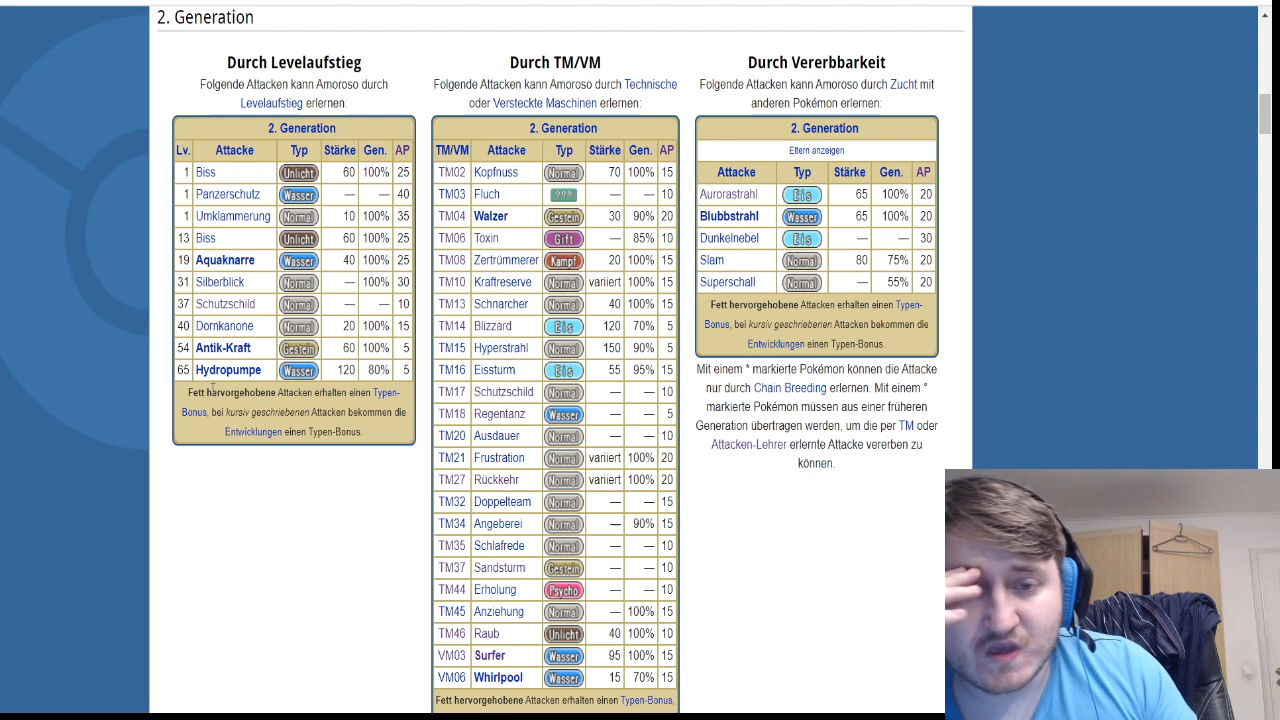 2. Generation
Durch Levelaufstieg
Folgende Attacken kann Amoroso durch
Levelaufstieg erlernen:
2. Generation
Lv. Attacke Typ Stärke Gen. AP
1 Biss Unlicht 60 100% 25
1 Panzerschutz Wasser — — 40
1 Umklammerung Normal 10 100% 35
13 Biss Unlicht 60 100% 25
19 Aquaknarre Wasser 40 100% 25
31 Silberblick Normal — 100% 30
37 Schutzschild Normal — — 10
40 Dornkanone Normal 20 100% 15
54 Antik-Kraft Gestein 60 100% 5
65 Hydropumpe Wasser 120 80% 5
Fett hervorgehobene Attacken erhalten einen Typen-
Bonus, bei kursiv geschriebenen Attacken bekommen die
Entwicklungen einen Typen-Bonus.
Durch TM/VM
Folgende Attacken kann Amoroso durch Technische
oder Versteckte Maschinen erlernen:
2. Generation
TM/VM Attacke Typ Stärke Gen. AP
TM02 Kopfnuss Normal 70 100% 15
TM03 Fluch ??? — — 10
TM04 Walzer Gestein 30 90% 20
TM06 Toxin Gift — 85% 10
TM08 Zertrümmerer Kampf 20 100% 15
TM10 Kraftreserve Normal variiert 100% 15
TM13 Schnarcher Normal 40 100% 15
TM14 Blizzard Eis 120 70% 5
TM15 Hyperstrahl Normal 150 90% 5
TM16 Eissturm Eis 55 95% 15
TM17 Schutzschild Normal — — 10
TM18 Regentanz Wasser — — 5
TM20 Ausdauer Normal — — 10
TM21 Frustration Normal variiert 100% 20
TM27 Rückkehr Normal variiert 100% 20
TM32 Doppelteam Normal — — 15
TM34 Angeberei Normal — 90% 15
TM35 Schlafrede Normal — — 10
TM37 Sandsturm Gestein — — 10
TM44 Erholung Psycho — — 10
TM45 Anziehung Normal — 100% 15
TM46 Raub Unlicht 40 100% 10
VM03 Surfer Wasser 95 100% 15
VM06 Whirlpool Wasser 15 70% 15
Fett hervorgehobene Attacken erhalten einen Typen-Bonus,
Durch Vererbbarkeit
Folgende Attacken kann Amoroso durch Zucht mit
anderen Pokémon erlernen:
2. Generation
Eltern anzeigen
Attacke Typ Stärke Gen. AP
Aurorastrahl Eis 65 100% 20
Blubbstrahl Wasser 65 100% 20
Dunkelnebel Eis — — 30
Slam Normal 80 75% 20
Superschall Normal — 55% 20
Fett hervorgehobene Attacken erhalten einen Typen-
Bonus, bei kursiv geschriebenen Attacken bekommen die
Entwicklungen einen Typen-Bonus.
Mit einem * markierte Pokémon können die Attacke
nur durch Chain Breeding erlernen. Mit einem °
markierte Pokémon müssen aus einer früheren
Generation übertragen werden, um die per TM oder
Attacken-Lehrer erlernte Attacke vererben zu
können.